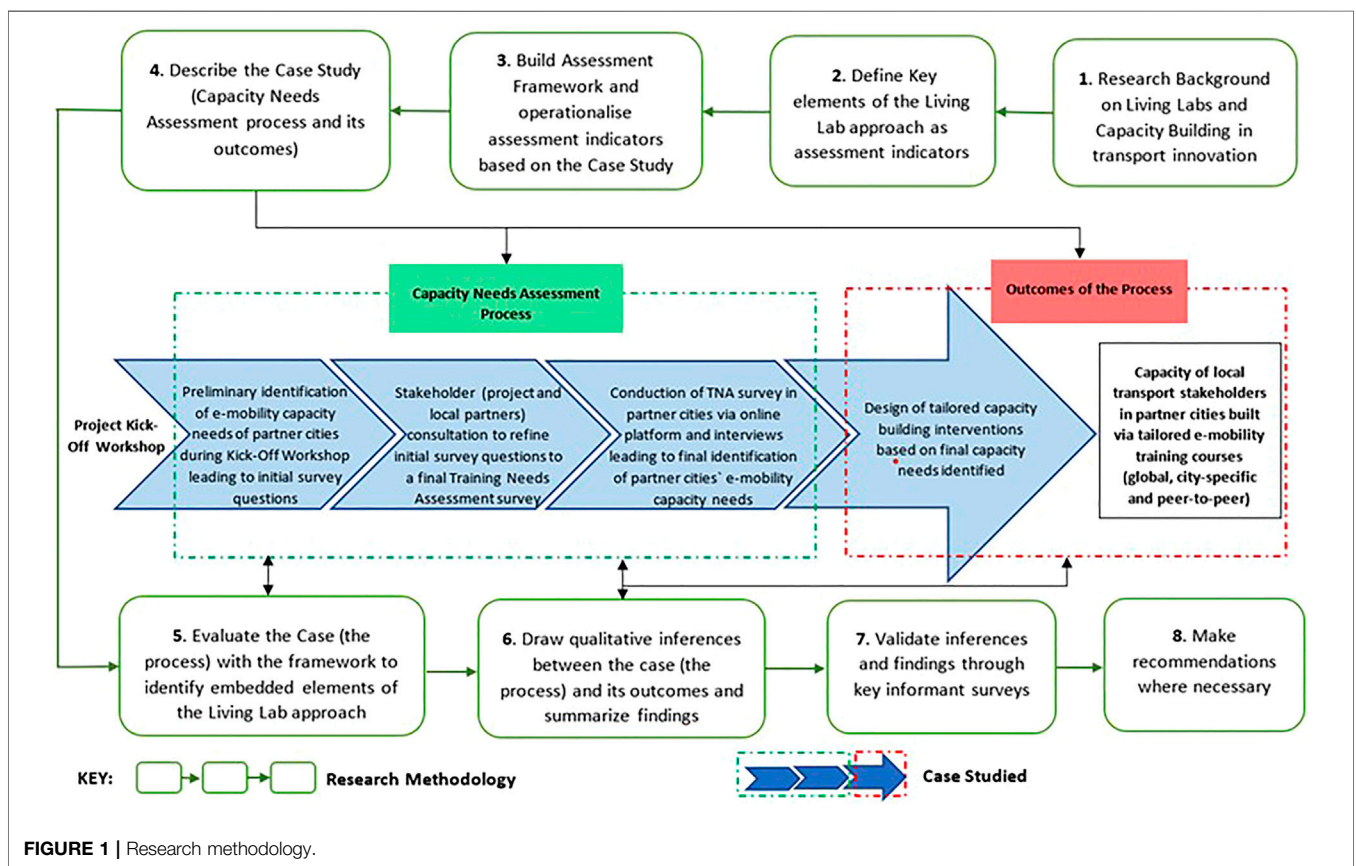 4. Describe the Case Study
(Capacity Needs
Assessment process and its
outcomes)
3. Build Assessment
Framework and
operationalise
assessment indicators
based on the Case Study
2. Define Key
elements of the Living
Lab approach as
assessment indicators
1. Research Background
on Living Labs and
Capacity Building in
transport innovation
Capacity Needs Assessment
Process
Outcomes of the Process
Project Kick-
Off Workshop
Preliminary identification
of e-mobility capacity
needs of partner cities
during Kick-Off Workshop
leading to initial survey
questions
Stakeholder (project and
local partners)
consultation to refine
initial survey questions to
a final Training Needs
Assessment survey
Conduction of TNA survey in
partner cities via online
platform and interviews
leading to final identification
of partner cities` e-mobility
capacity needs
Design of tailored capacity
building interventions
based on final capacity
needs identified
Capacity of local
transport stakeholders
in partner cities built
via tailored e-mobility
training courses
(global, city-specific
and peer-to-peer)
5. Evaluate the Case (the
process) with the framework to
identify embedded elements of
the Living Lab approach
6. Draw qualitative inferences
between the case (the
process) and its outcomes and
summarize findings
7. Validate inferences
and findings through
key informant surveys
8. Make
recommendations
where necessary
KEY:
Research Methodology
Case Studied
FIGURE 1 | Research methodology.